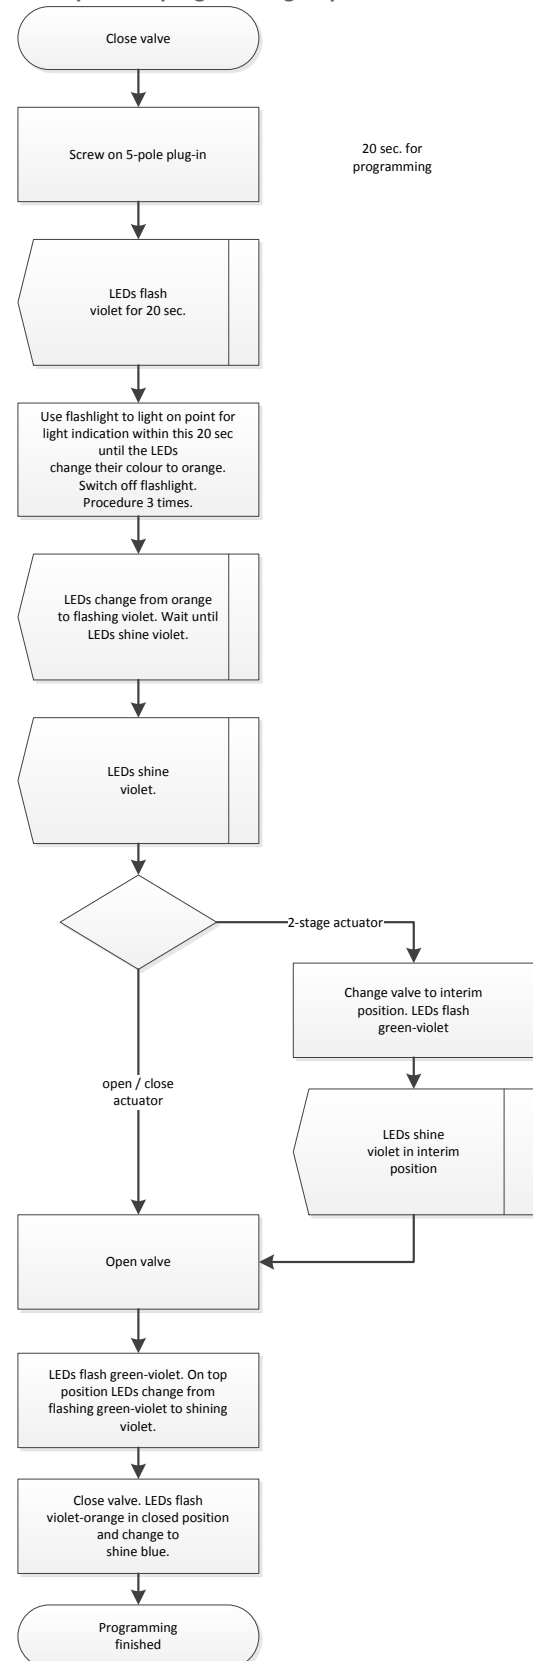 Close valve
Screw on 5-pole plug-in
20 sec. for
programming
LEDs flash
violet for 20 sec.
Use flashlight to light on point for
light indication within this 20 sec
until the LEDs
change their colour to orange.
Switch off flashlight.
Procedure 3 times.
LEDs change from orange
to flashing violet. Wait until
LEDs shine violet.
LEDs shine
violet.
2-stage actuator
Change valve to interim
position. LEDs flash
green-violet
open / close
actuator
LEDs shine
violet in interim
position
Open valve
LEDs flash green-violet. On top
position LEDs change from
flashing green-violet to shining
violet.
Close valve. LEDs flash
violet-orange in closed position
and change to
shine blue.
Programming
finished